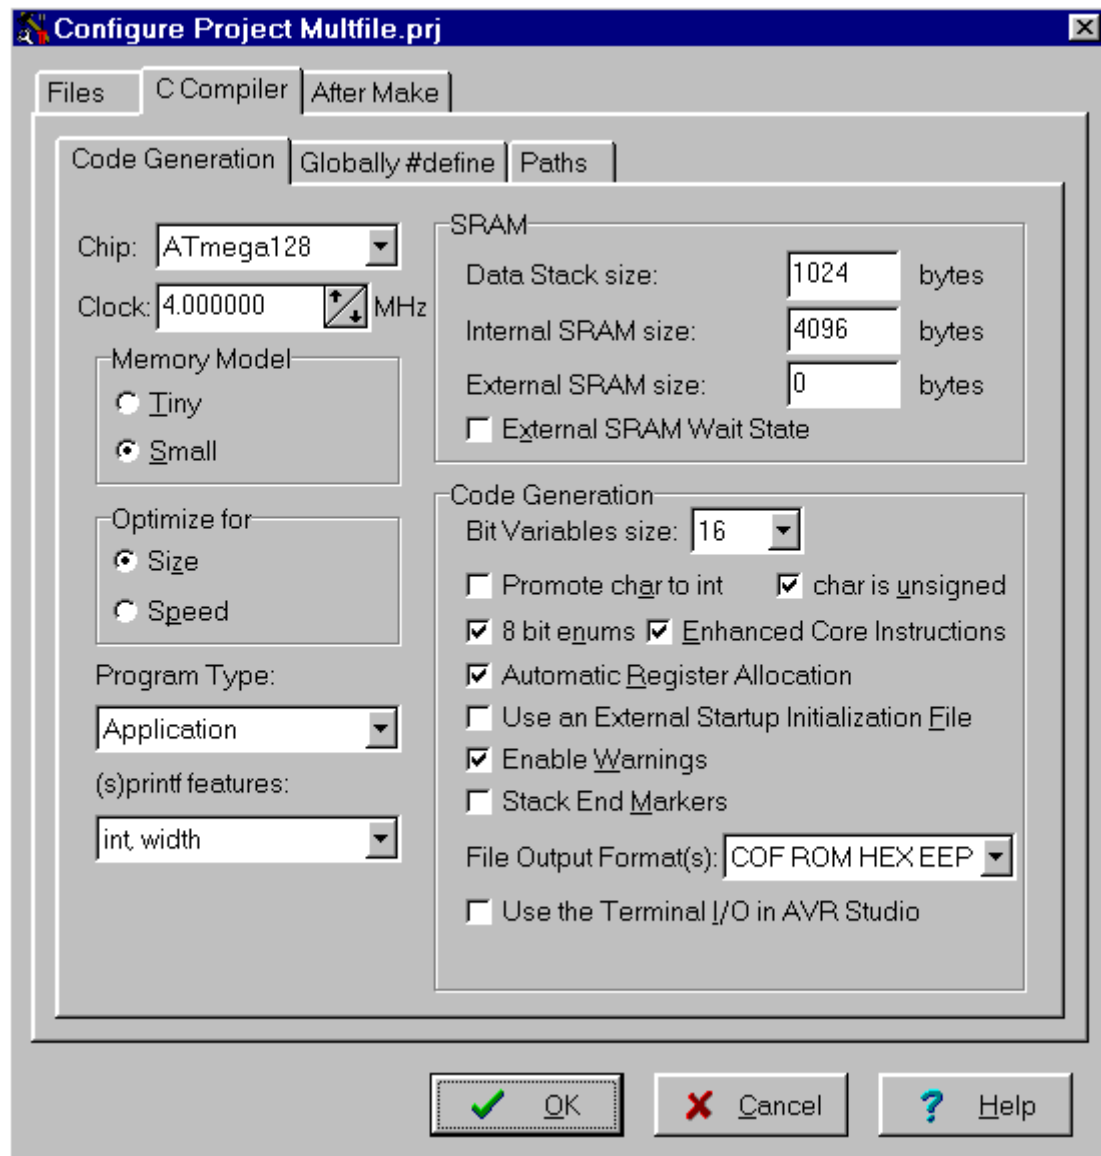 Configure Project Multfile.prj
Files C Compiler After Make
Code Generation Globally #define Paths
Chip: ATmega128
Clock: 4.000000 MHz
Memory Model
Tiny
Small
Optimize for
Size
Speed
Program Type:
Application
(s)printf features:
int, width
SRAM
Data Stack size: 1024 bytes
Internal SRAM size: 4096 bytes
External SRAM size: 0 bytes
External SRAM Wait State
Code Generation
Bit Variables size: 16
Promote char to int char is unsigned
8 bit enums Enhanced Core Instructions
Automatic Register Allocation
Use an External Startup Initialization File
Enable Warnings
Stack End Markers
File Output Format(s): COF ROM HEX EEP
Use the Terminal I/O in AVR Studio
OK Cancel Help